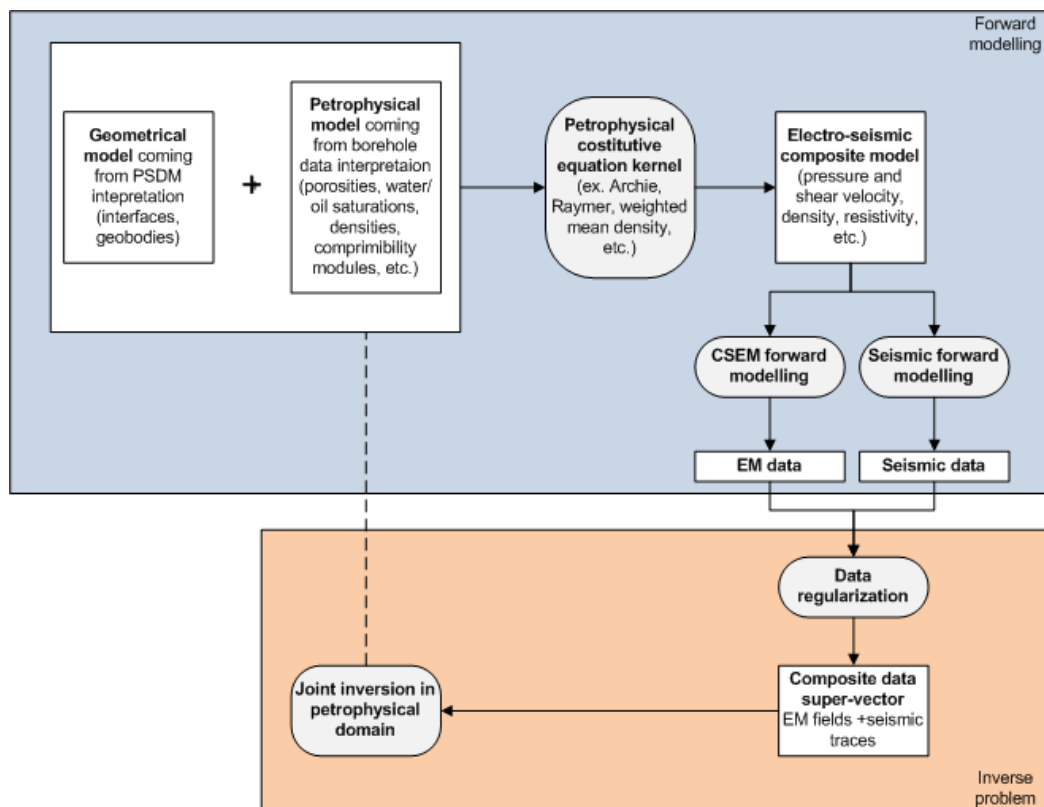 Forward
modelling
Geometrical
model coming
from PSDM
intepretation
(interfaces,
geobodies)
+
Petrophysical
model coming
from borehole
data interpretaion
(porosities, water/
oil saturations,
densities,
comprimibility
modules, etc.)
Petrophysical
costitutive
equation kernel
(ex. Archie,
Raymer, weighted
mean density,
etc.)
Electro-seismic
composite model
(pressure and
shear velocity,
density, resistivity,
etc.)
CSEM forward
modelling
Seismic forward
modelling
EM data
Seismic data
Data
regularization
Composite data
super-vector
EM fields +seismic
traces
Joint inversion in
petrophysical
domain
Inverse
problem